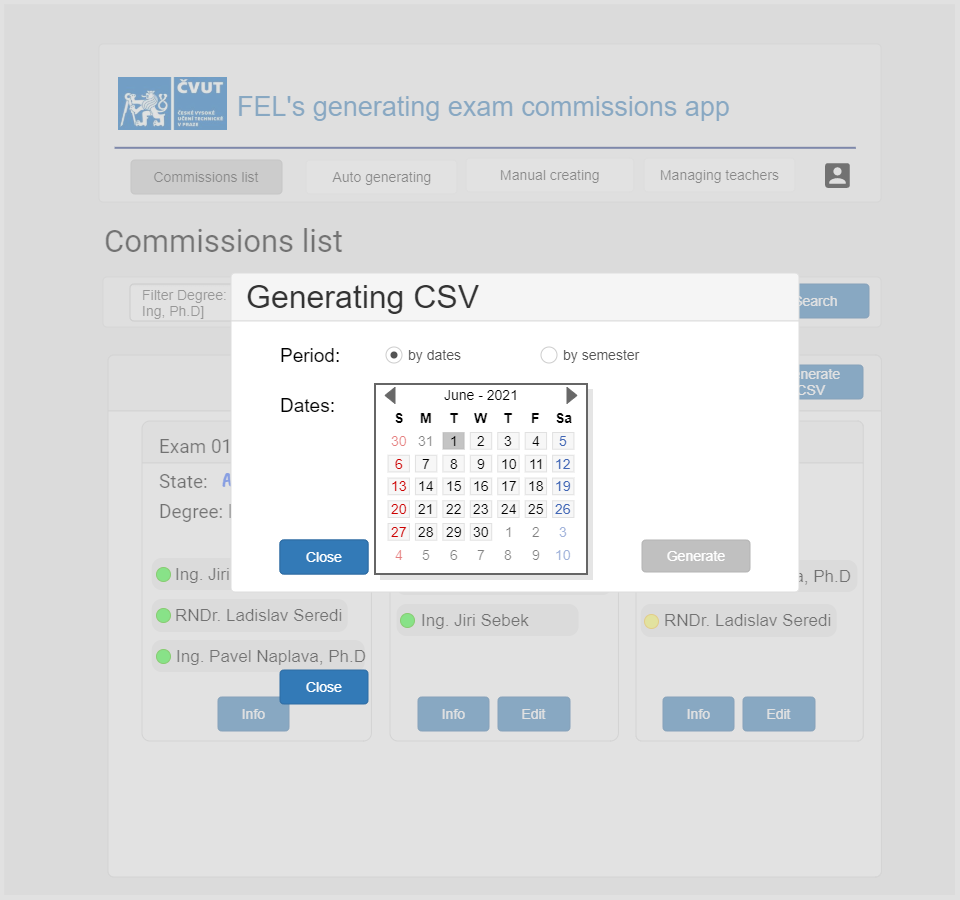 ČVUT
ČESKÉ VYSOKÉ
UČENÍ TECHNICKÉ
V PRAZE
FEL's generating exam commissions app
Commissions list
Auto generating
Manual creating
Managing teachers
Commissions list
Filter Degree:
Ing, Ph.D]
Search
Generating CSV
Period:
by dates
by semester
Dates:
June - 2021
S M T W T F Sa
30 31 1 2 3 4 5
6 7 8 9 10 11 12
13 14 15 16 17 18 19
20 21 22 23 24 25 26
27 28 29 30 1 2 3
4 5 6 7 8 9 10
Close
Generate
nerate
CSV
Exam 01
State: A
Degree:
Ing. Jiri
RNDr. Ladislav Seredi
Ing. Pavel Naplava, Ph.D
Close
Info
Ing. Jiri Sebek
Info
Edit
a, Ph.D
RNDr. Ladislav Seredi
Info
Edit